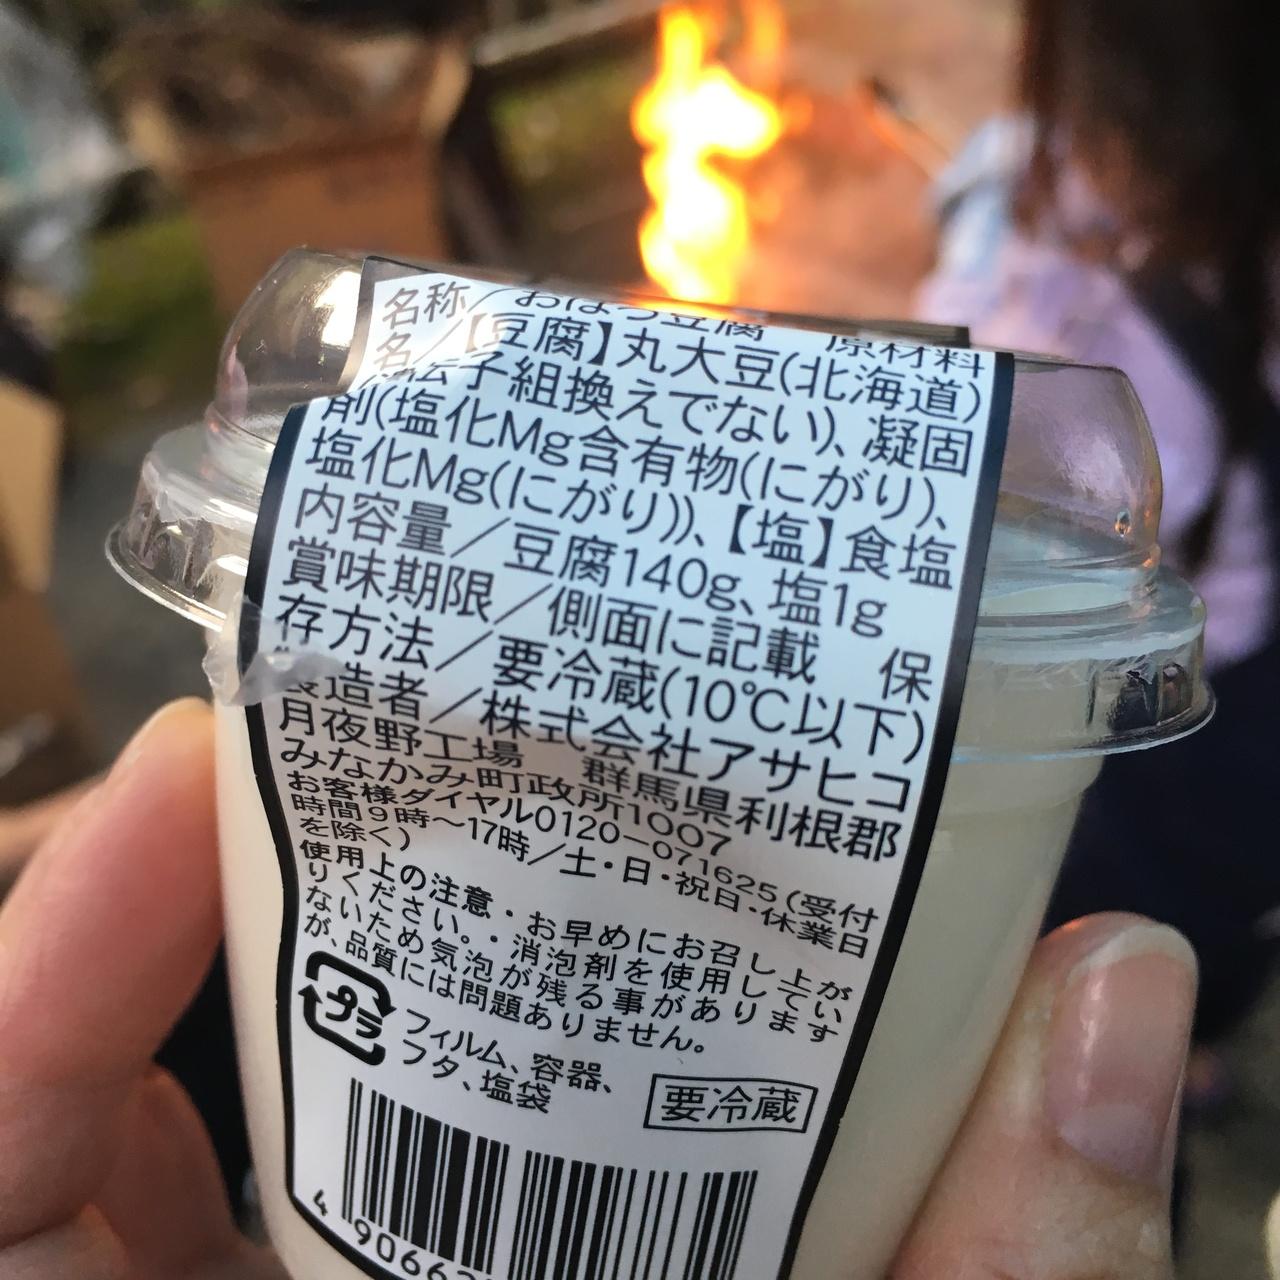 名称／おぼろ豆腐　原材料
名／【豆腐】丸大豆(北海道)
伝子組換えでない)、凝固
剤(塩化Mg含有物(にがり)、
塩化Mg(にがり))、【塩】食塩
内容量／豆腐140g、塩1g
賞味期限／側面に記載　保
存方法／要冷蔵(10℃以下)
製造者／株式会社アサヒコ
月夜野工場　群馬県利根郡
みなかみ町政所1007
お客様ダイヤル0120-071625(受付
時間9時～17時／土・日・祝日・休業日
を除く)
使用上の注意・お早めにお召し上が
りください。・消泡剤を使用してい
ないため気泡が残る事があります
が、品質には問題ありません。
プラ
フィルム、容器、
フタ、塩袋
要冷蔵
4 9066